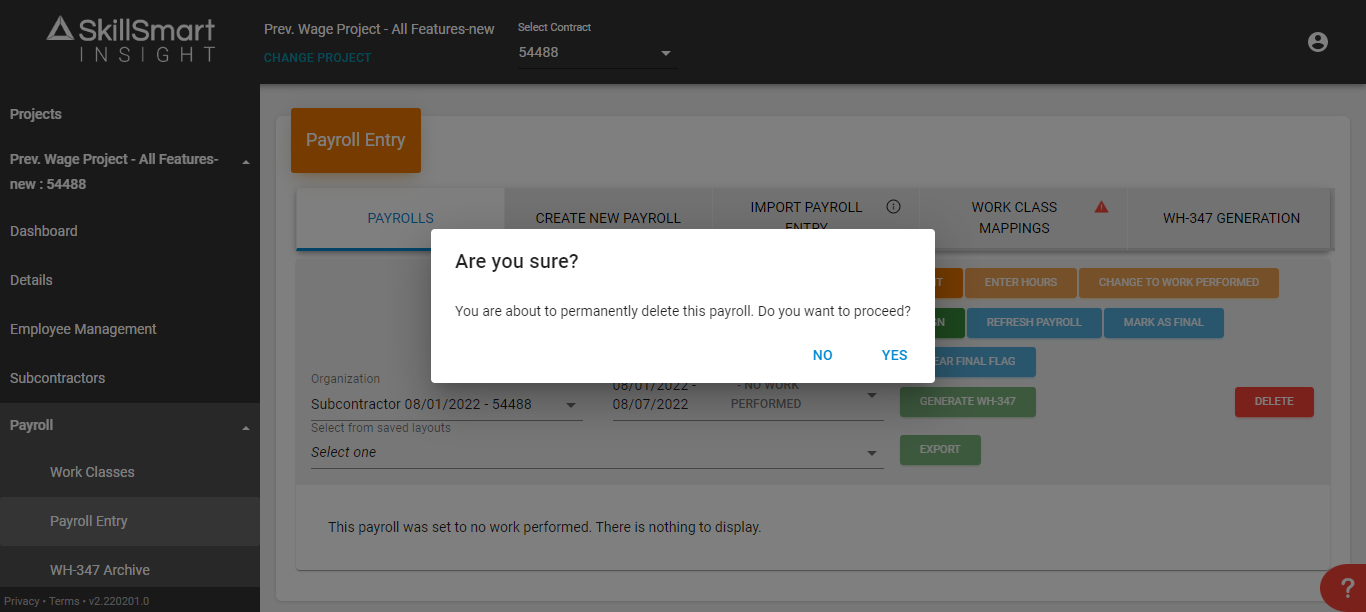 SkillSmart
INSIGHT
Prev. Wage Project - All Features-new
CHANGE PROJECT
Select Contract
54488
Projects
Prev. Wage Project - All Features-
new : 54488
Dashboard
Details
Employee Management
Subcontractors
Payroll
Work Classes
Payroll Entry
WH-347 Archive
Privacy • Terms • v2.220201.0
Payroll Entry
PAYROLLS
CREATE NEW PAYROLL
IMPORT PAYROLL
ENTRY
WORK CLASS
MAPPINGS
WH-347 GENERATION
Are you sure?
You are about to permanently delete this payroll. Do you want to proceed?
NO
YES
ENTER HOURS
CHANGE TO WORK PERFORMED
REFRESH PAYROLL
MARK AS FINAL
FINAL FLAG
Organization
Subcontractor 08/01/2022 - 54488
08/01/2022 -
08/07/2022
- NO WORK
PERFORMED
GENERATE WH-347
DELETE
Select from saved layouts
Select one
EXPORT
This payroll was set to no work performed. There is nothing to display.
?